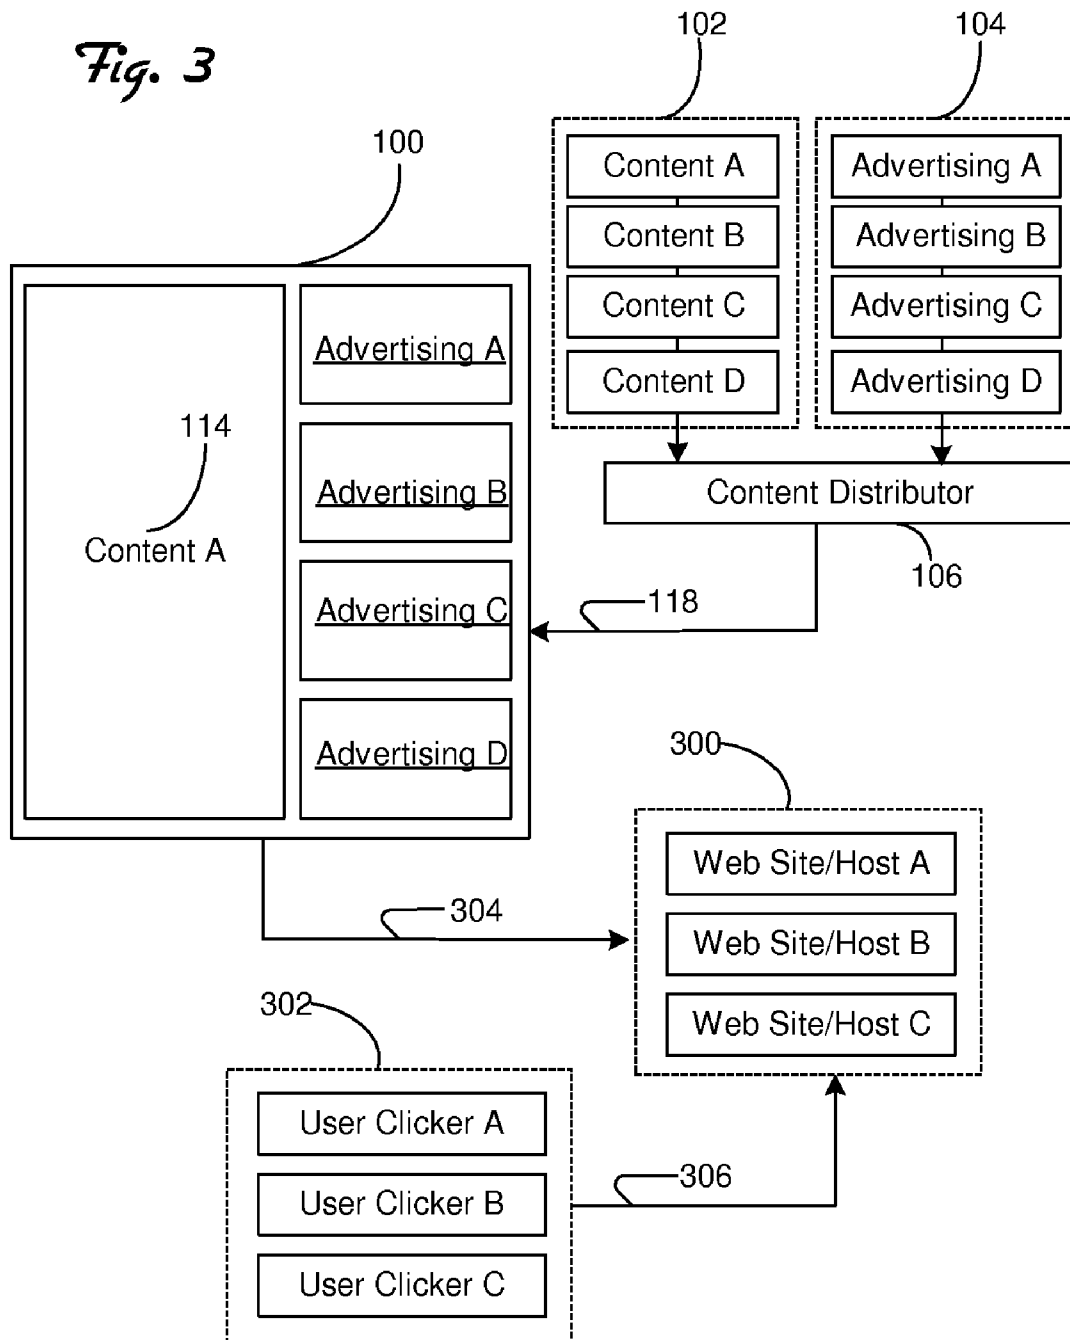 Fig. 3
102
104
100
Content A
Content B
Content C
Content D
Advertising A
Advertising B
Advertising C
Advertising D
114
Content A
Advertising A
Advertising B
Advertising C
Advertising D
Content Distributor
106
118
300
Web Site/Host A
Web Site/Host B
Web Site/Host C
304
302
User Clicker A
User Clicker B
User Clicker C
306